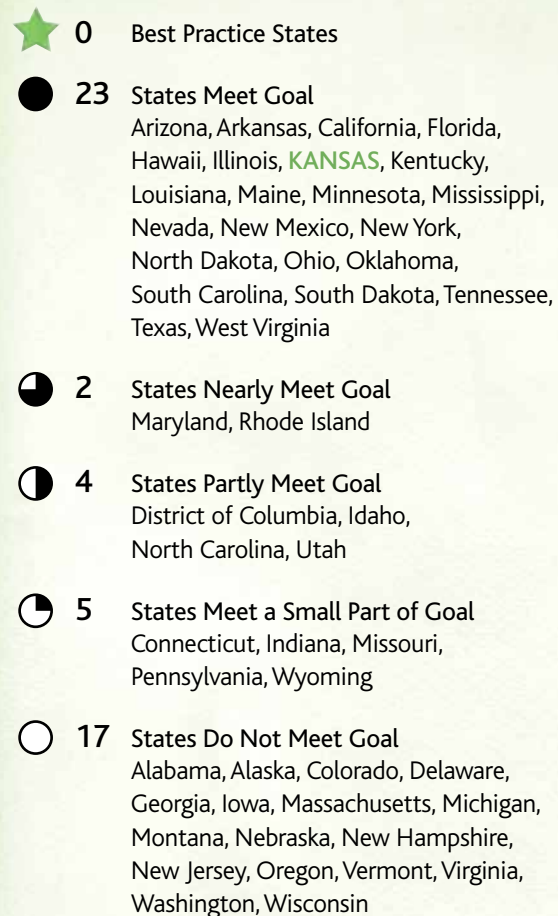 0 Best Practice States
23 States Meet Goal
Arizona, Arkansas, California, Florida,
Hawaii, Illinois, KANSAS, Kentucky,
Louisiana, Maine, Minnesota, Mississippi,
Nevada, New Mexico, New York,
North Dakota, Ohio, Oklahoma,
South Carolina, South Dakota, Tennessee,
Texas, West Virginia
2 States Nearly Meet Goal
Maryland, Rhode Island
4 States Partly Meet Goal
District of Columbia, Idaho,
North Carolina, Utah
5 States Meet a Small Part of Goal
Connecticut, Indiana, Missouri,
Pennsylvania, Wyoming
17 States Do Not Meet Goal
Alabama, Alaska, Colorado, Delaware,
Georgia, Iowa, Massachusetts, Michigan,
Montana, Nebraska, New Hampshire,
New Jersey, Oregon, Vermont, Virginia,
Washington, Wisconsin